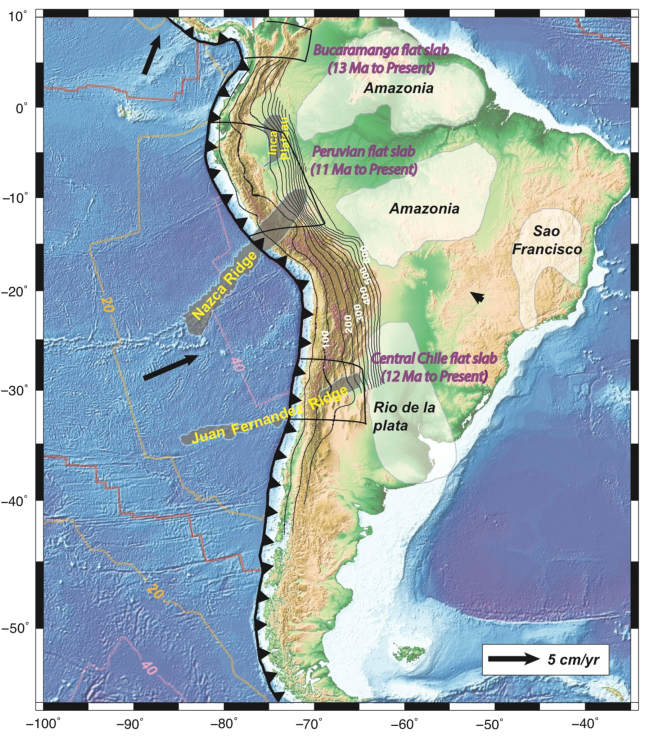 10°
0°
−10°
−20°
−30°
−40°
−50°
−100°
−90°
−80°
−70°
−60°
−50°
−40°
Bucaramanga flat slab
(13 Ma to Present)
Amazonia
Inca
Plateau
Peruvian flat slab
(11 Ma to Present)
Amazonia
Sao
Francisco
Nazca Ridge
20
40
100
200
300
400
Central Chile flat slab
(12 Ma to Present)
Juan Fernandez Ridge
Rio de la
plata
20
40
5 cm/yr